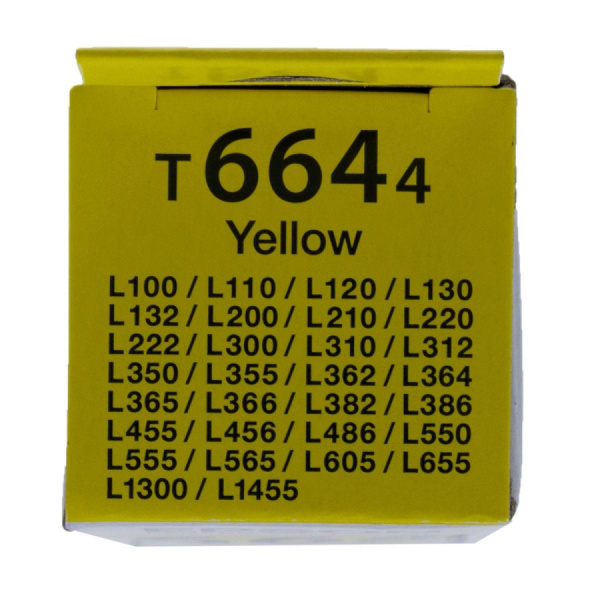 T6644
Yellow
L100 / L110 / L120 / L130
L132 / L200 / L210 / L220
L222 / L300 / L310 / L312
L350 / L355 / L362 / L364
L365 / L366 / L382 / L386
L455 / L456 / L486 / L550
L555 / L565 / L605 / L655
L1300 / L1455